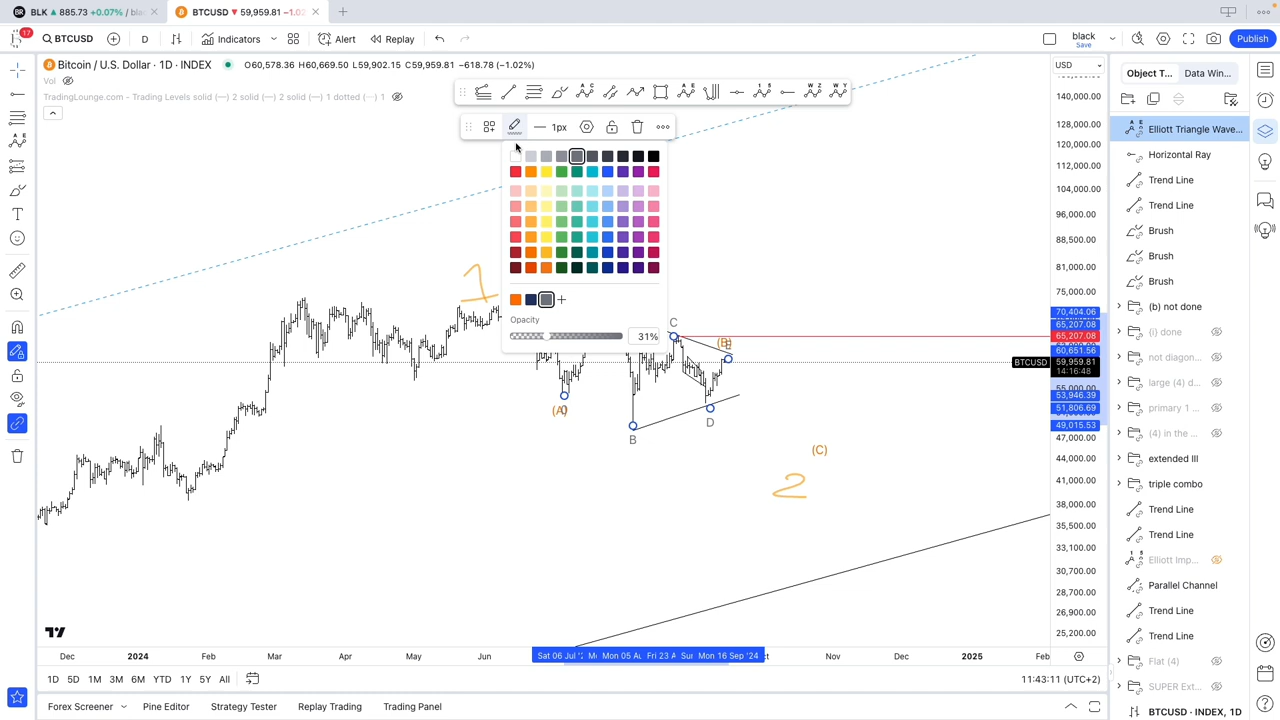 BLK 885.73 +0.07% / bla
BTCUSD 59,959.81 −1.02
17
BTCUSD
D
Indicators
Alert
Replay
black
Save
Publish
Bitcoin / U.S. Dollar · 1D · INDEX
O60,578.36 H60,669.50 L59,902.15 C59,959.81 −618.78 (−1.02%)
Vol
TradingLounge.com - Trading Levels solid (—) 2 solid (—) 2 solid (—) 1 dotted (—) 1
1px
Opacity
31%
1
C
(B)
(A)
B
D
(C)
2
USD
140,000.00
128,000.00
120,000.00
112,000.00
104,000.00
96,000.00
88,500.00
81,000.00
75,000.00
70,404.06
65,207.08
65,207.08
60,651.56
BTCUSD
59,959.81
14:16:48
55,000.00
53,946.39
51,806.69
49,015.53
47,000.00
44,000.00
41,000.00
38,000.00
35,500.00
33,100.00
30,700.00
28,700.00
26,900.00
25,200.00
Dec
2024
Feb
Mar
Apr
May
Jun
Sat 06 Jul '2
Mon 05 Au
Fri 23 A
Mon 16 Sep '24
Nov
Dec
2025
Feb
1D 5D 1M 3M 6M YTD 1Y 5Y All
11:43:11 (UTC+2)
Forex Screener
Pine Editor
Strategy Tester
Replay Trading
Trading Panel
Object T...
Data Win...
Elliott Triangle Wave...
Horizontal Ray
Trend Line
Trend Line
Brush
Brush
Brush
(b) not done
(i) done
not diagon...
large (4) d...
primary 1 ...
(4) in the ...
extended III
triple combo
Trend Line
Trend Line
Elliott Imp...
Parallel Channel
Trend Line
Trend Line
Flat (4)
SUPER Ext...
BTCUSD · INDEX, 1D